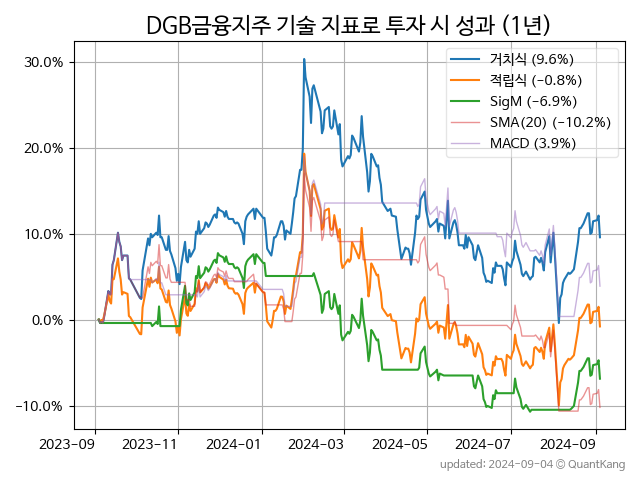 DGB금융지주 기술 지표로 투자 시 성과 (1년)
거치식 (9.6%)
적립식 (−0.8%)
SigM (−6.9%)
SMA(20) (−10.2%)
MACD (3.9%)
30.0%
20.0%
10.0%
0.0%
−10.0%
2023-09 2023-11 2024-01 2024-03 2024-05 2024-07 2024-09
updated: 2024-09-04 © QuantKang